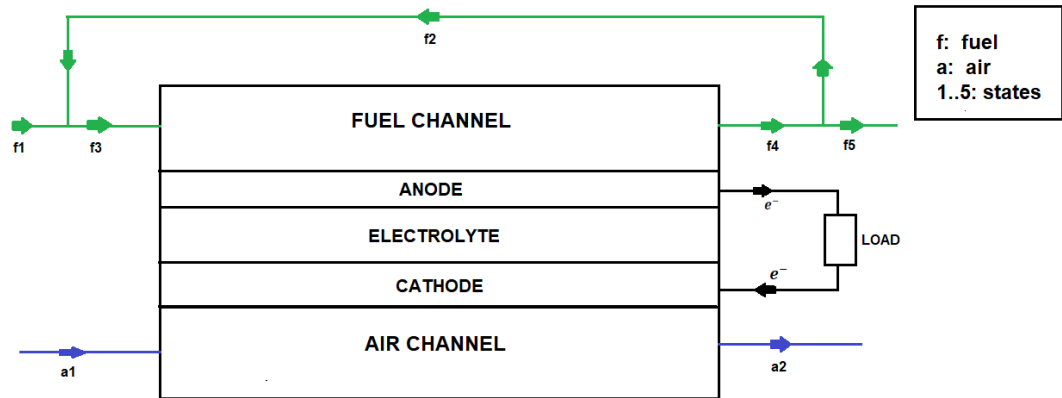 f2
f: fuel
a: air
1..5: states
f1
f3
FUEL CHANNEL
f4
f5
ANODE
e⁻
ELECTROLYTE
LOAD
CATHODE
e⁻
AIR CHANNEL
a1
a2